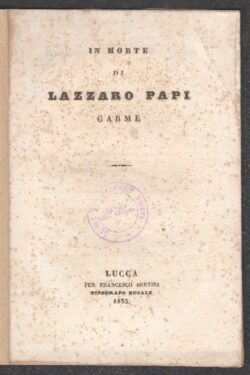 IN MORTE
DI
LAZZARO PAPI
CARME
LUCCA
PER FRANCESCO BERTINI
TIPOGRAFO DUCALE
1835.